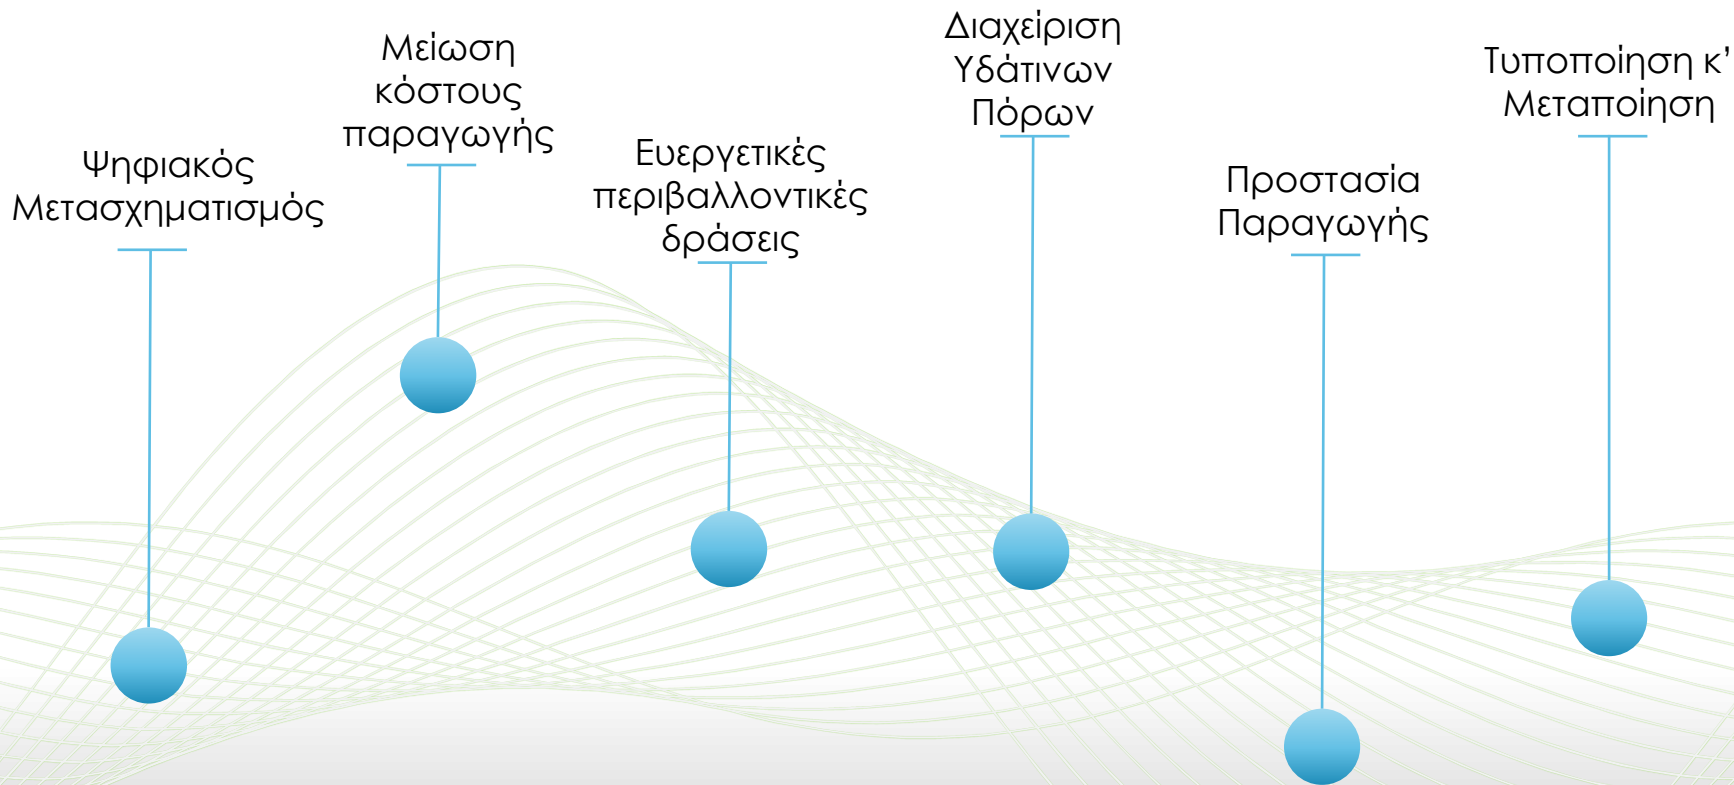 Ψηφιακός
Μετασχηματισμός
Μείωση
κόστους
παραγωγής
Ευεργετικές
περιβαλλοντικές
δράσεις
Διαχείριση
Υδάτινων
Πόρων
Προστασία
Παραγωγής
Τυποποίηση κ'
Μεταποίηση